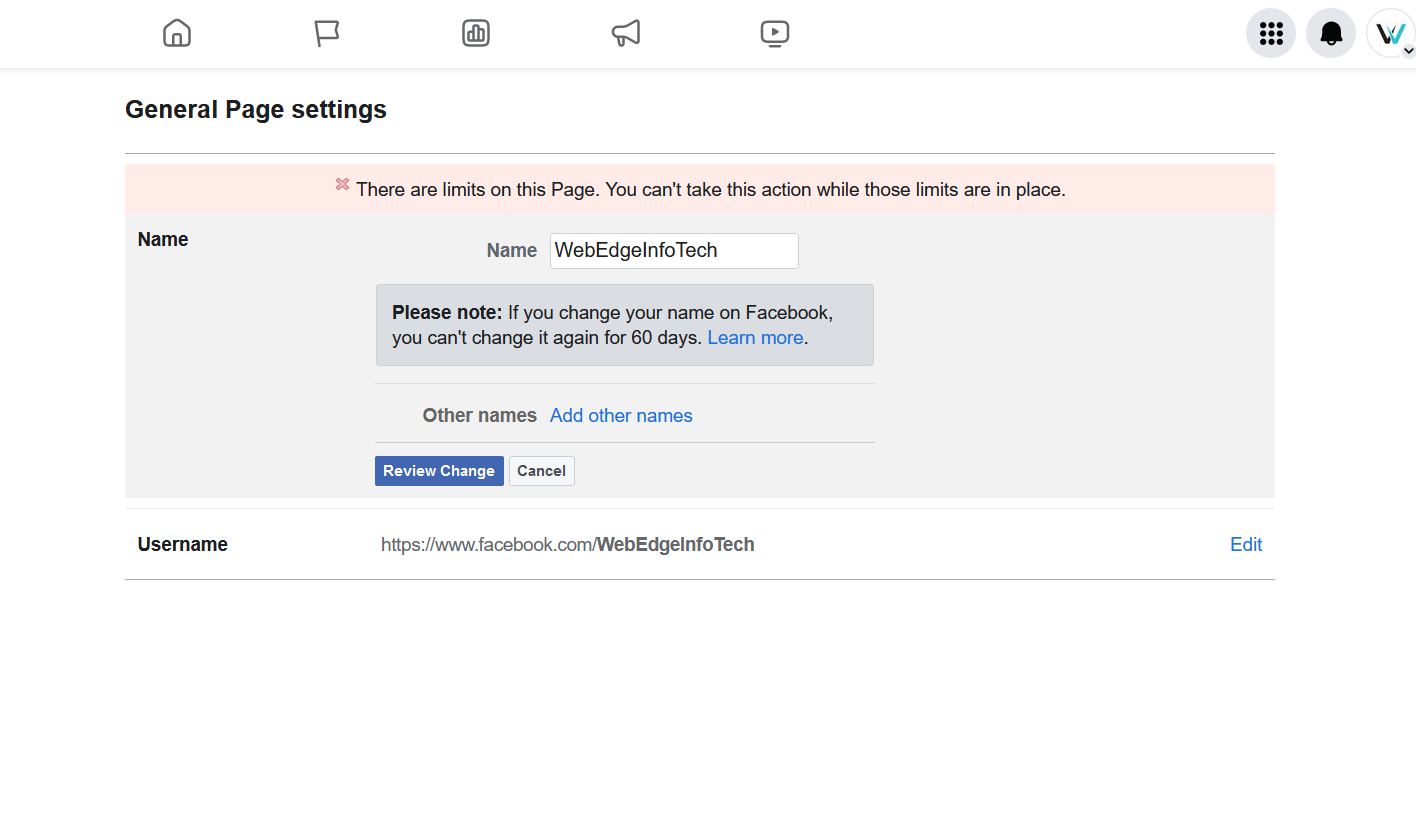 General Page settings
There are limits on this Page. You can't take this action while those limits are in place.
Name
Name WebEdgeInfoTech
Please note: If you change your name on Facebook,
you can't change it again for 60 days. Learn more.
Other names Add other names
Review Change Cancel
Username https://www.facebook.com/WebEdgeInfoTech Edit